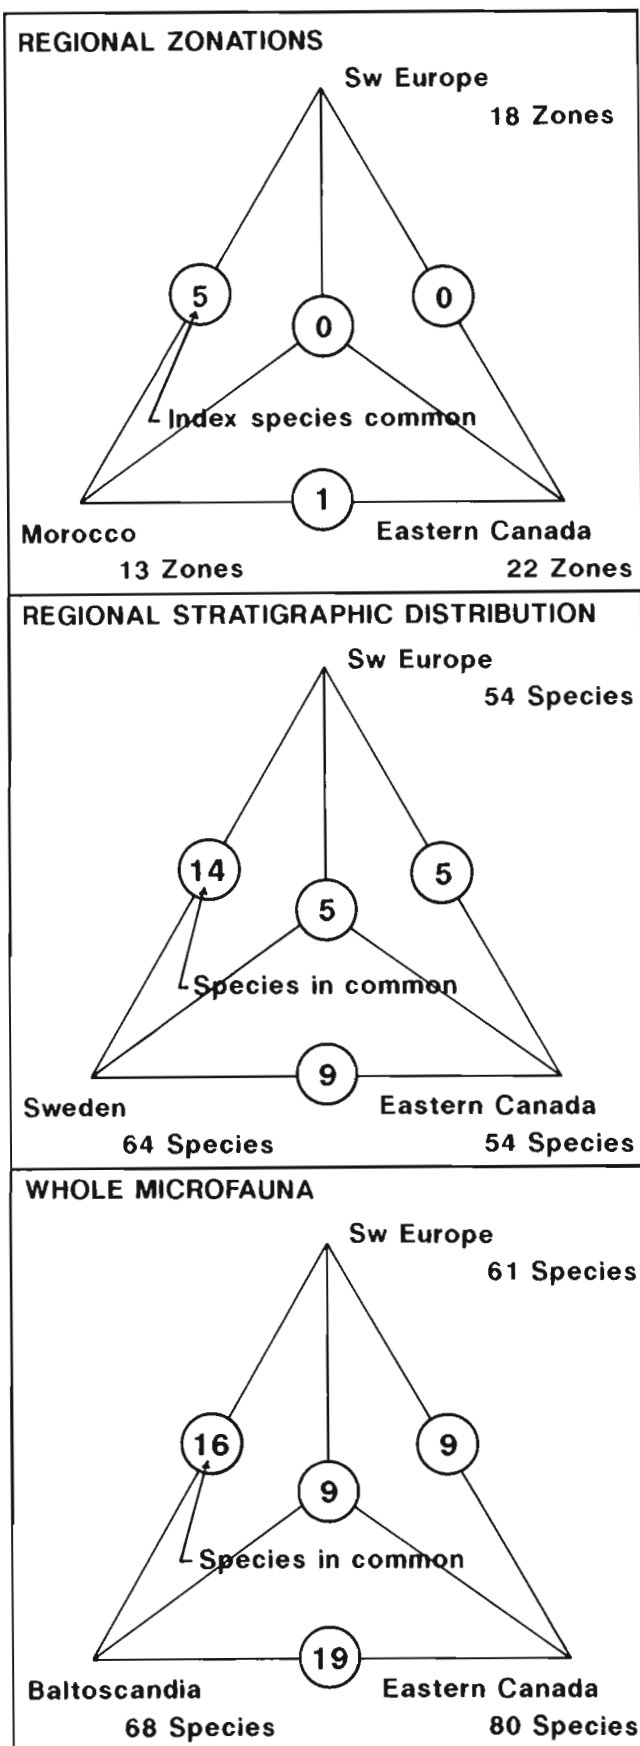 REGIONAL ZONATIONS
Sw Europe
18 Zones
5
0
0
Index species common
1
Morocco
Eastern Canada
13 Zones
22 Zones
REGIONAL STRATIGRAPHIC DISTRIBUTION
Sw Europe
54 Species
14
5
5
Species in common
9
Sweden
Eastern Canada
64 Species
54 Species
WHOLE MICROFAUNA
Sw Europe
61 Species
16
9
9
Species in common
19
Baltoscandia
Eastern Canada
68 Species
80 Species